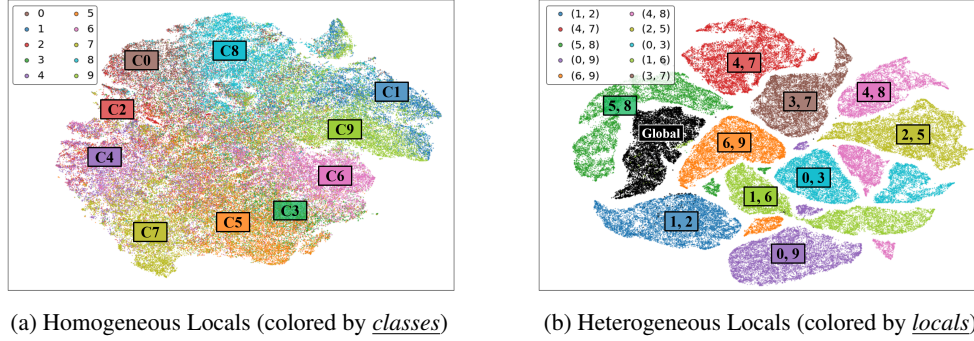 0 5
1 6
2 7
3 8
4 9
C0
C8
C1
C2
C9
C4
C6
C3
C5
C7
(1, 2) (4, 8)
(4, 7) (2, 5)
(5, 8) (0, 3)
(0, 9) (1, 6)
(6, 9) (3, 7)
4, 7
4, 8
3, 7
5, 8
Global
2, 5
6, 9
0, 3
1, 6
1, 2
0, 9
(a) Homogeneous Locals (colored by classes)
(b) Heterogeneous Locals (colored by locals)